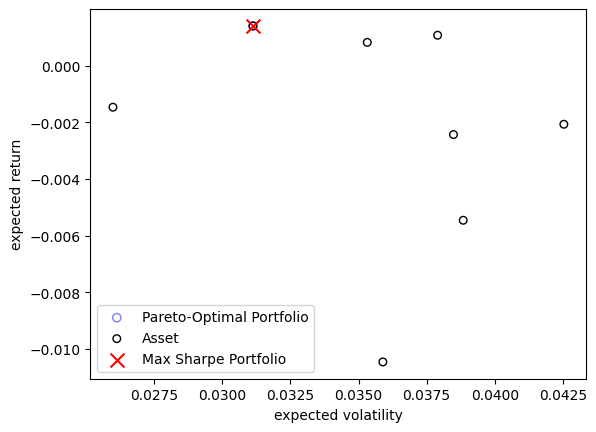 0.000
−0.002
−0.004
−0.006
−0.008
−0.010
expected return
Pareto-Optimal Portfolio
Asset
Max Sharpe Portfolio
0.0275 0.0300 0.0325 0.0350 0.0375 0.0400 0.0425
expected volatility